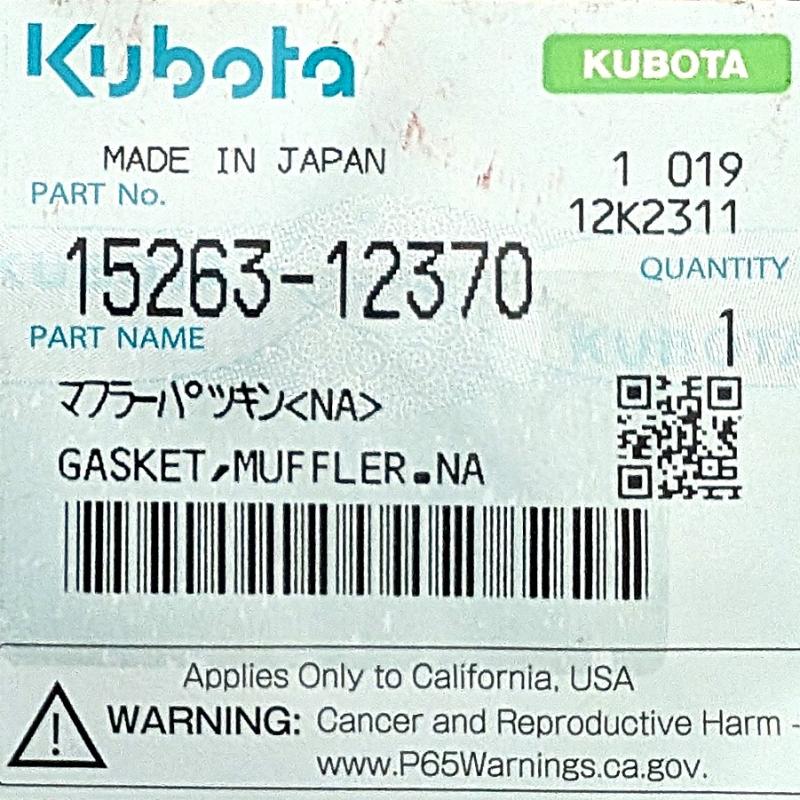 Kubota
KUBOTA
MADE IN JAPAN
1 019
PART No.
12K2311
15263-12370
QUANTITY
1
PART NAME
マフラーパツキン<NA>
GASKET,MUFFLER.NA
Applies Only to California, USA
WARNING: Cancer and Reproductive Harm -
www.P65Warnings.ca.gov.